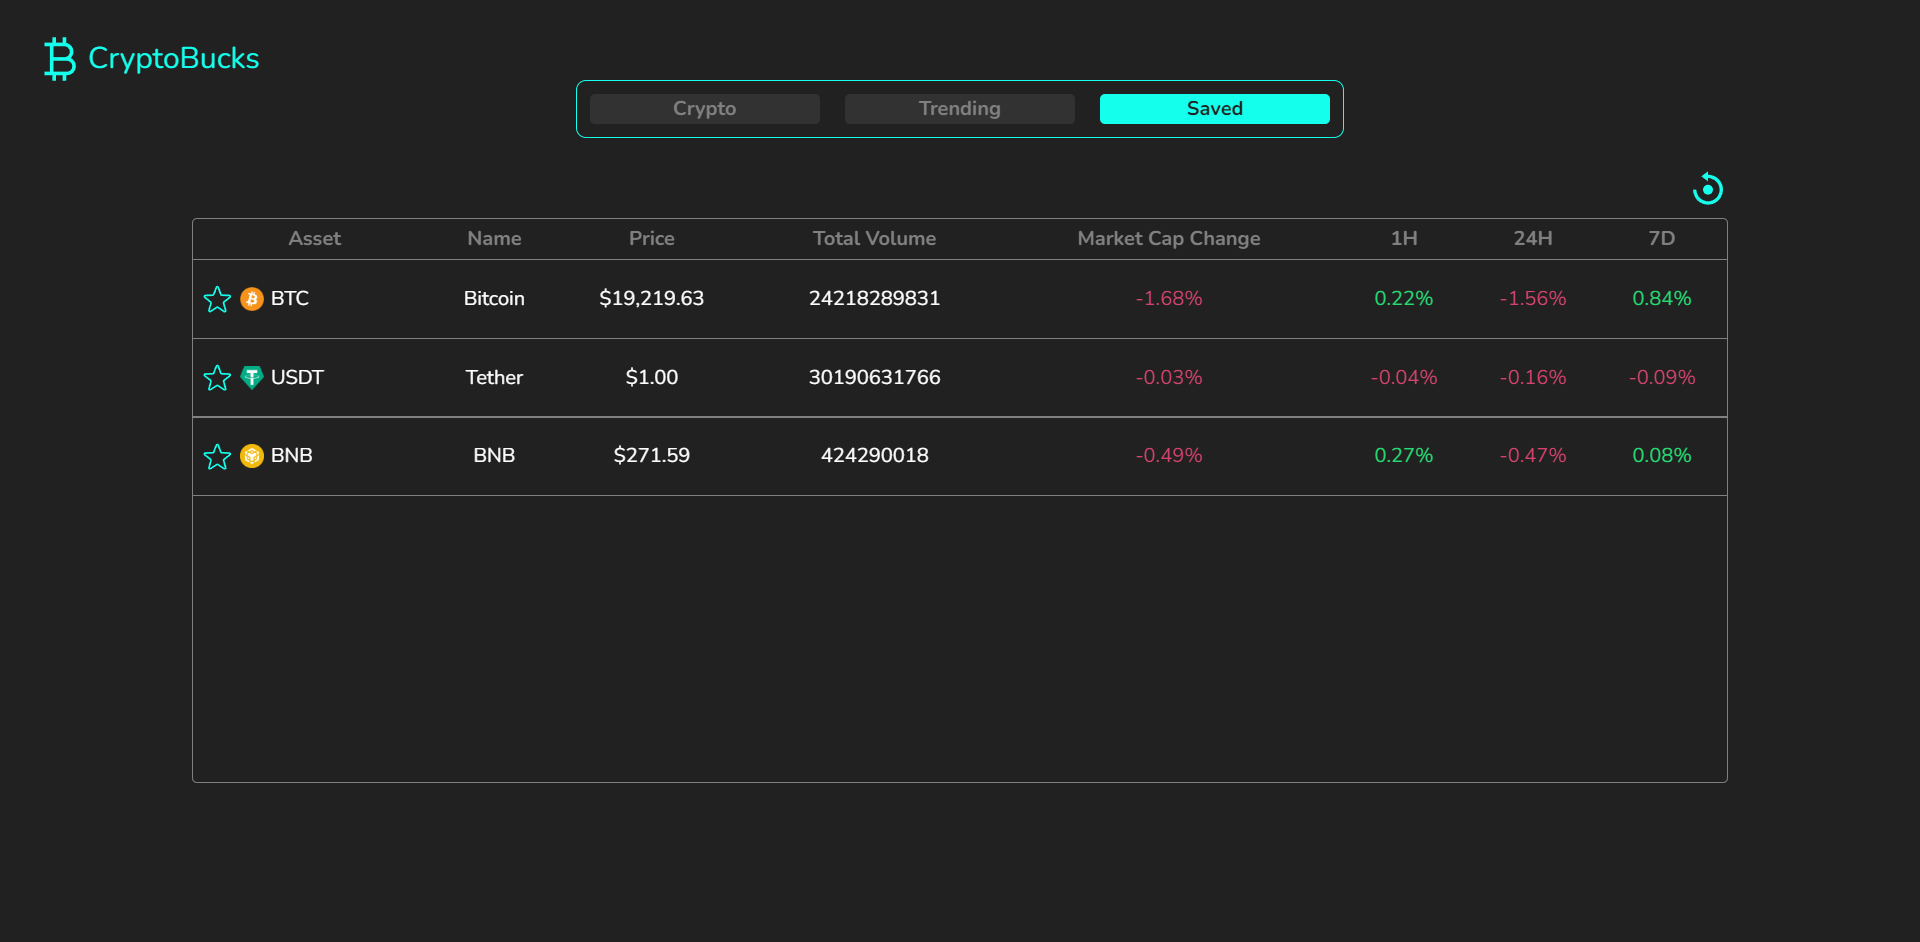 CryptoBucks
Crypto Trending Saved
Asset Name Price Total Volume Market Cap Change 1H 24H 7D
BTC Bitcoin $19,219.63 24218289831 -1.68% 0.22% -1.56% 0.84%
USDT Tether $1.00 30190631766 -0.03% -0.04% -0.16% -0.09%
BNB BNB $271.59 424290018 -0.49% 0.27% -0.47% 0.08%